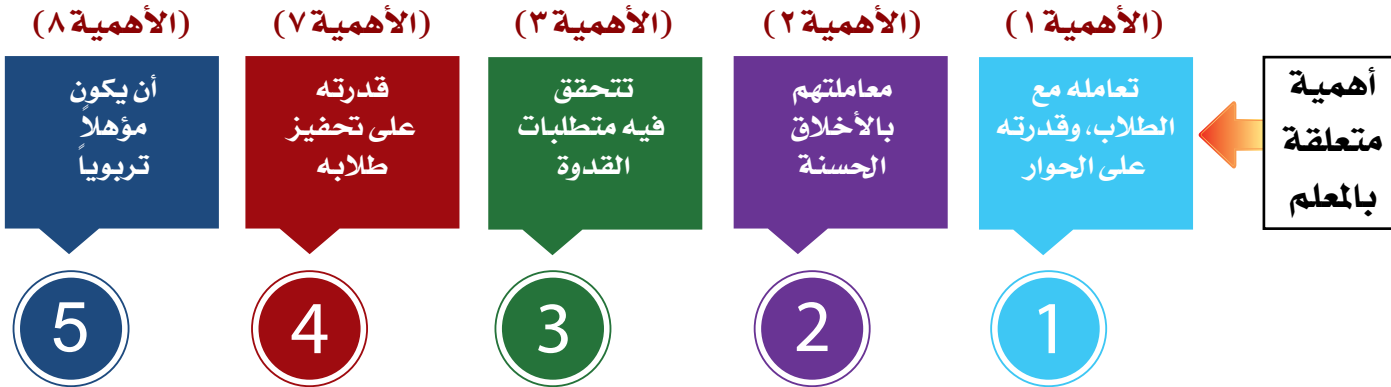 أهمية
متعلقة
بالمعلم
(الأهمية ١)
تعامله مع
الطلاب، وقدرته
على الحوار
1
(الأهمية ٢)
معاملتهم
بالأخلاق
الحسنة
2
(الأهمية ٣)
تتحقق
فيه متطلبات
القدوة
3
(الأهمية ٧)
قدرته
على تحفيز
طلابه
4
(الأهمية ٨)
أن يكون
مؤهلاً
تربوياً
5